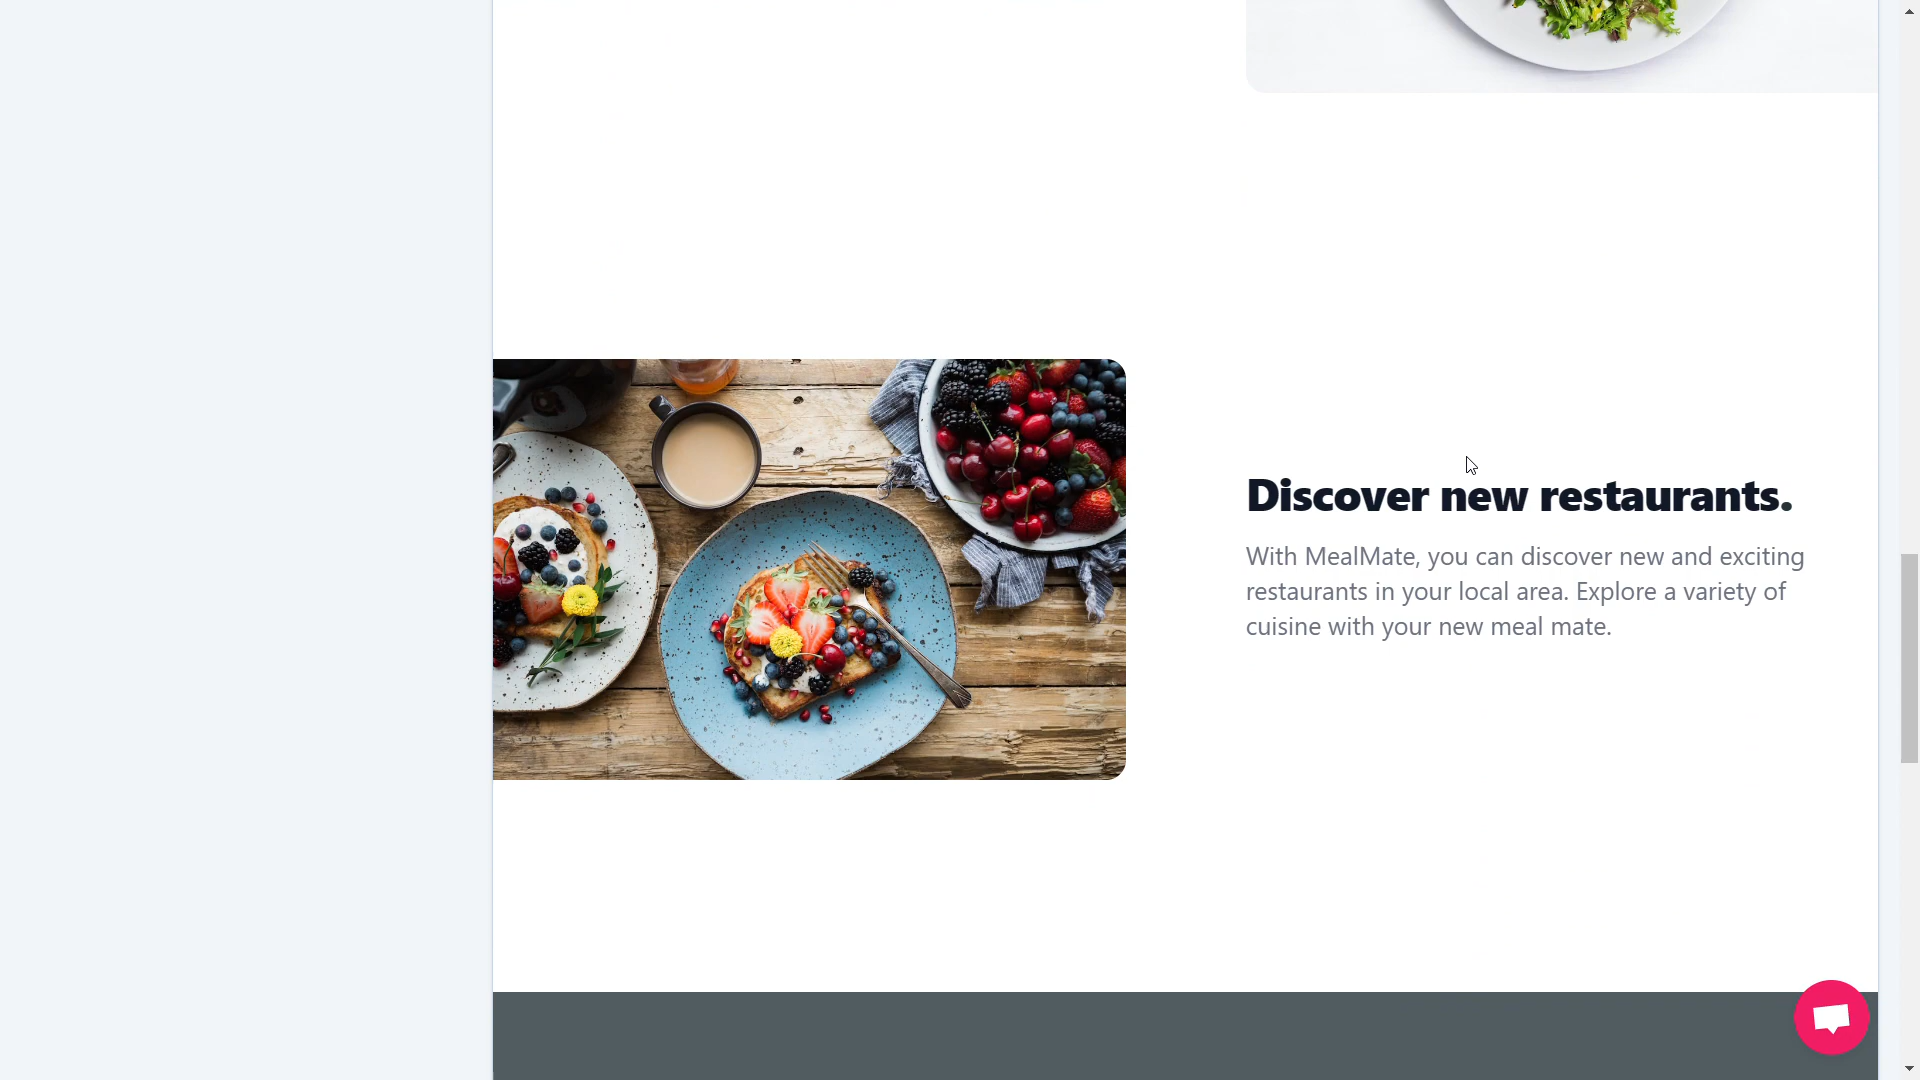 Discover new restaurants.
With MealMate, you can discover new and exciting
restaurants in your local area. Explore a variety of
cuisine with your new meal mate.